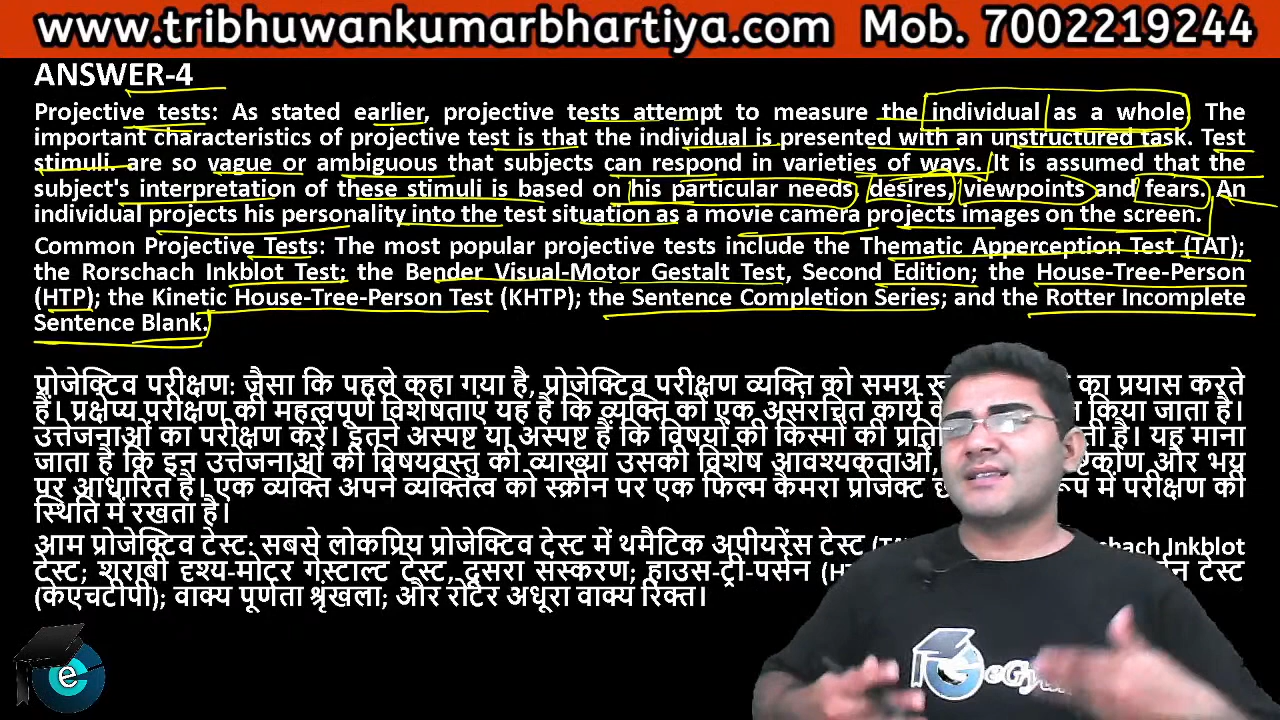 www.tribhuwankumarbhartiya.com Mob. 7002219244
ANSWER-4
Projective tests: As stated earlier, projective tests attempt to measure the individual as a whole. The
important characteristics of projective test is that the individual is presented with an unstructured task. Test
stimuli. are so vague or ambiguous that subjects can respond in varieties of ways. It is assumed that the
subject's interpretation of these stimuli is based on his particular needs, desires, viewpoints and fears. An
individual projects his personality into the test situation as a movie camera projects images on the screen.
Common Projective Tests: The most popular projective tests include the Thematic Apperception Test (TAT);
the Rorschach Inkblot Test; the Bender Visual-Motor Gestalt Test, Second Edition; the House-Tree-Person
(HTP); the Kinetic House-Tree-Person Test (KHTP); the Sentence Completion Series; and the Rotter Incomplete
Sentence Blank.
प्रोजेक्टिव परीक्षण: जैसा कि पहले कहा गया है, प्रोजेक्टिव परीक्षण व्यक्ति को समग्र का प्रयास करते
हैं। प्रक्षेप्य परीक्षण की महत्वपूर्ण विशेषताएं यह है कि व्यक्ति को एक असंरचित कार्य किया जाता है।
उत्तेजनाओं का परीक्षण करें। इतने अस्पष्ट या अस्पष्ट हैं कि विषयों की किस्मों की है। यह माना
जाता है कि इन उत्तेजनाओं की विषयवस्तु की व्याख्या उसकी विशेष आवश्यकताओं, और भय
पर आधारित है। एक व्यक्ति अपने व्यक्तित्व को स्क्रीन पर एक फिल्म कैमरा प्रोजेक्ट में परीक्षण की
स्थिति में रखता है।
आम प्रोजेक्टिव टेस्ट: सबसे लोकप्रिय प्रोजेक्टिव टेस्ट में थमैटिक अपीयरेंस टेस्ट Inkblot
टेस्ट; शराबी दृश्य-मोटर गेस्टाल्ट टेस्ट, दूसरा संस्करण; हाउस-ट्री-पर्सन टेस्ट
(केएचटीपी); वाक्य पूर्णता श्रृंखला; और रोटर अधूरा वाक्य रिक्त।